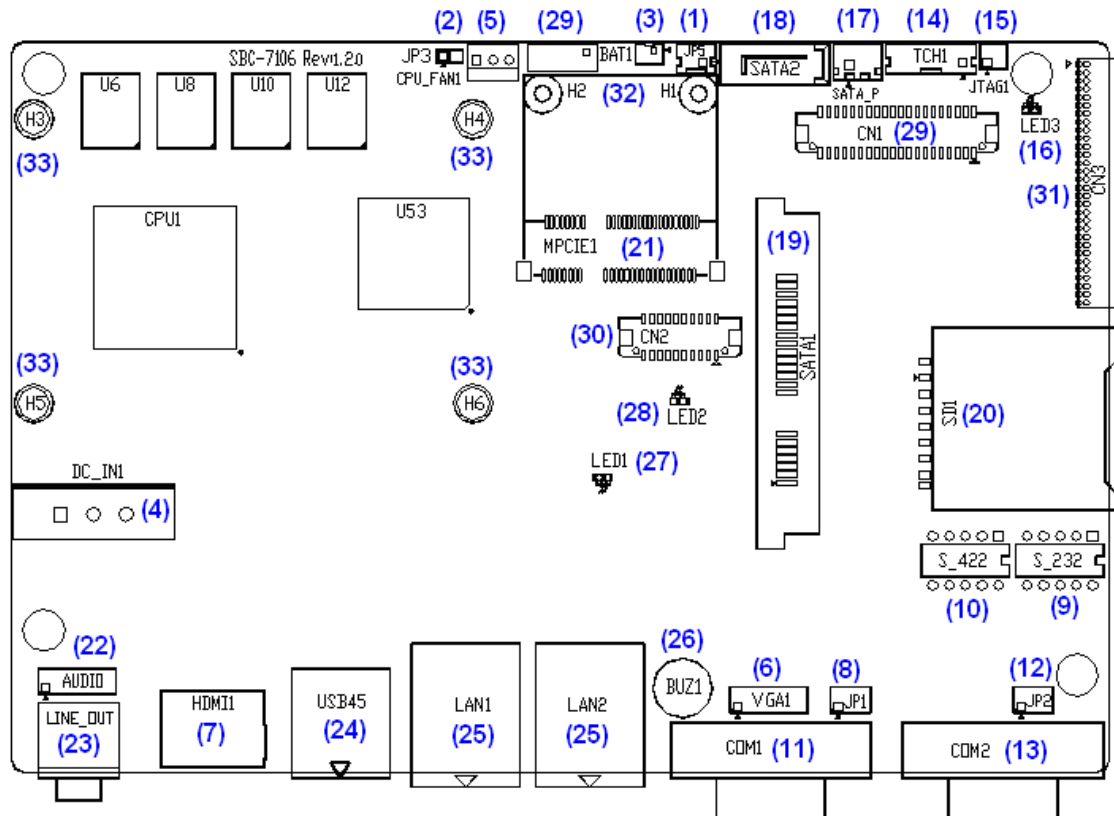 (2) (5) (29) (3) (1) (18) (17) (14) (15)
SBC-7106 Rev:1.20 JP3 BAT1 JP5 SATA2 TCH1
CPU_FAN1 SATA_P JTAG1
U6 U8 U10 U12 H2 (32) H1 LED3
H3 H4 CN1 (29) (16)
(33) (33) CN3
(31)
CPU1 U53
MPCIE1 (21) (19)
(30) CN2
SATA1
(33) (33)
H5 H6 (28) LED2 SD1 (20)
LED1 (27)
DC_IN1
(4)
S_422 S_232
(10) (9)
(22) (26) (6) (8) (12)
AUDIO BUZ1 VGA1 JP1 JP2
HDMI1 USB45 LAN1 LAN2
LINE_OUT
(23) (7) (24) (25) (25) COM1 (11) COM2 (13)